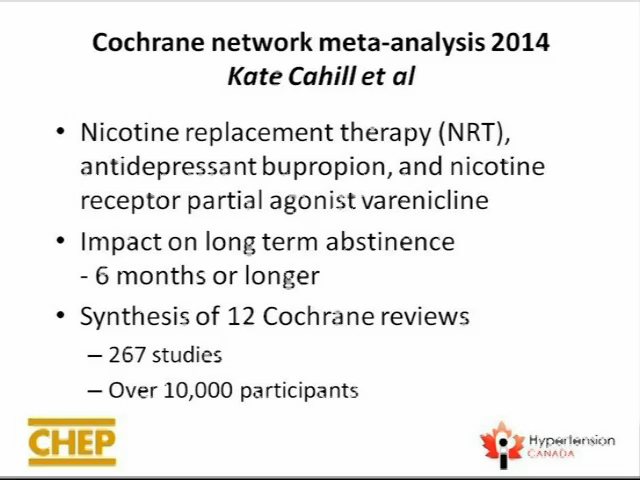 Cochrane network meta-analysis 2014
Kate Cahill et al
• Nicotine replacement therapy (NRT),
antidepressant bupropion, and nicotine
receptor partial agonist varenicline
• Impact on long term abstinence
- 6 months or longer
• Synthesis of 12 Cochrane reviews
– 267 studies
– Over 10,000 participants
CHEP
Hypertension
CANADA